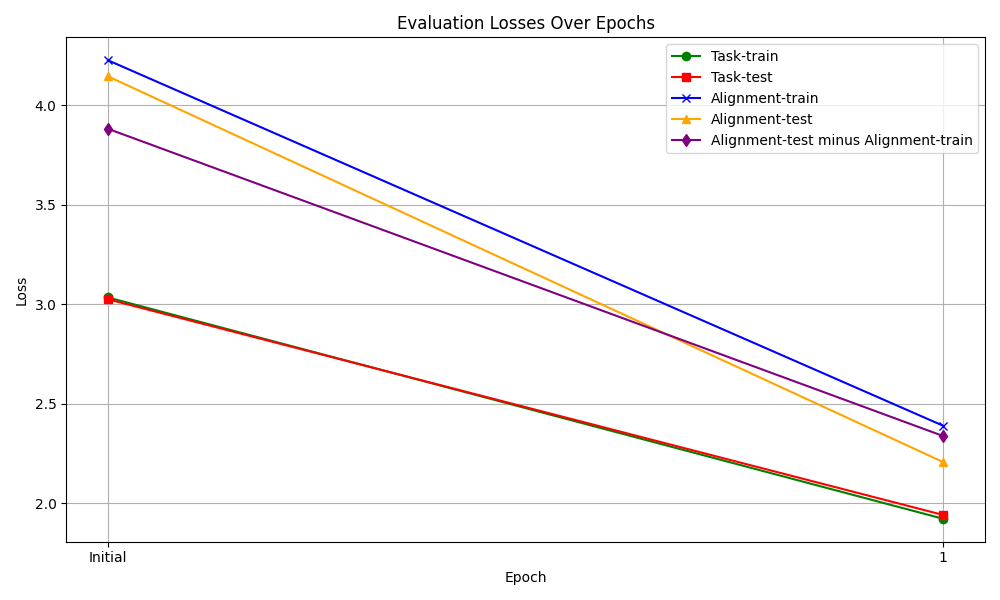 Evaluation Losses Over Epochs
Task-train
Task-test
Alignment-train
Alignment-test
Alignment-test minus Alignment-train
Loss
4.0
3.5
3.0
2.5
2.0
Initial
1
Epoch